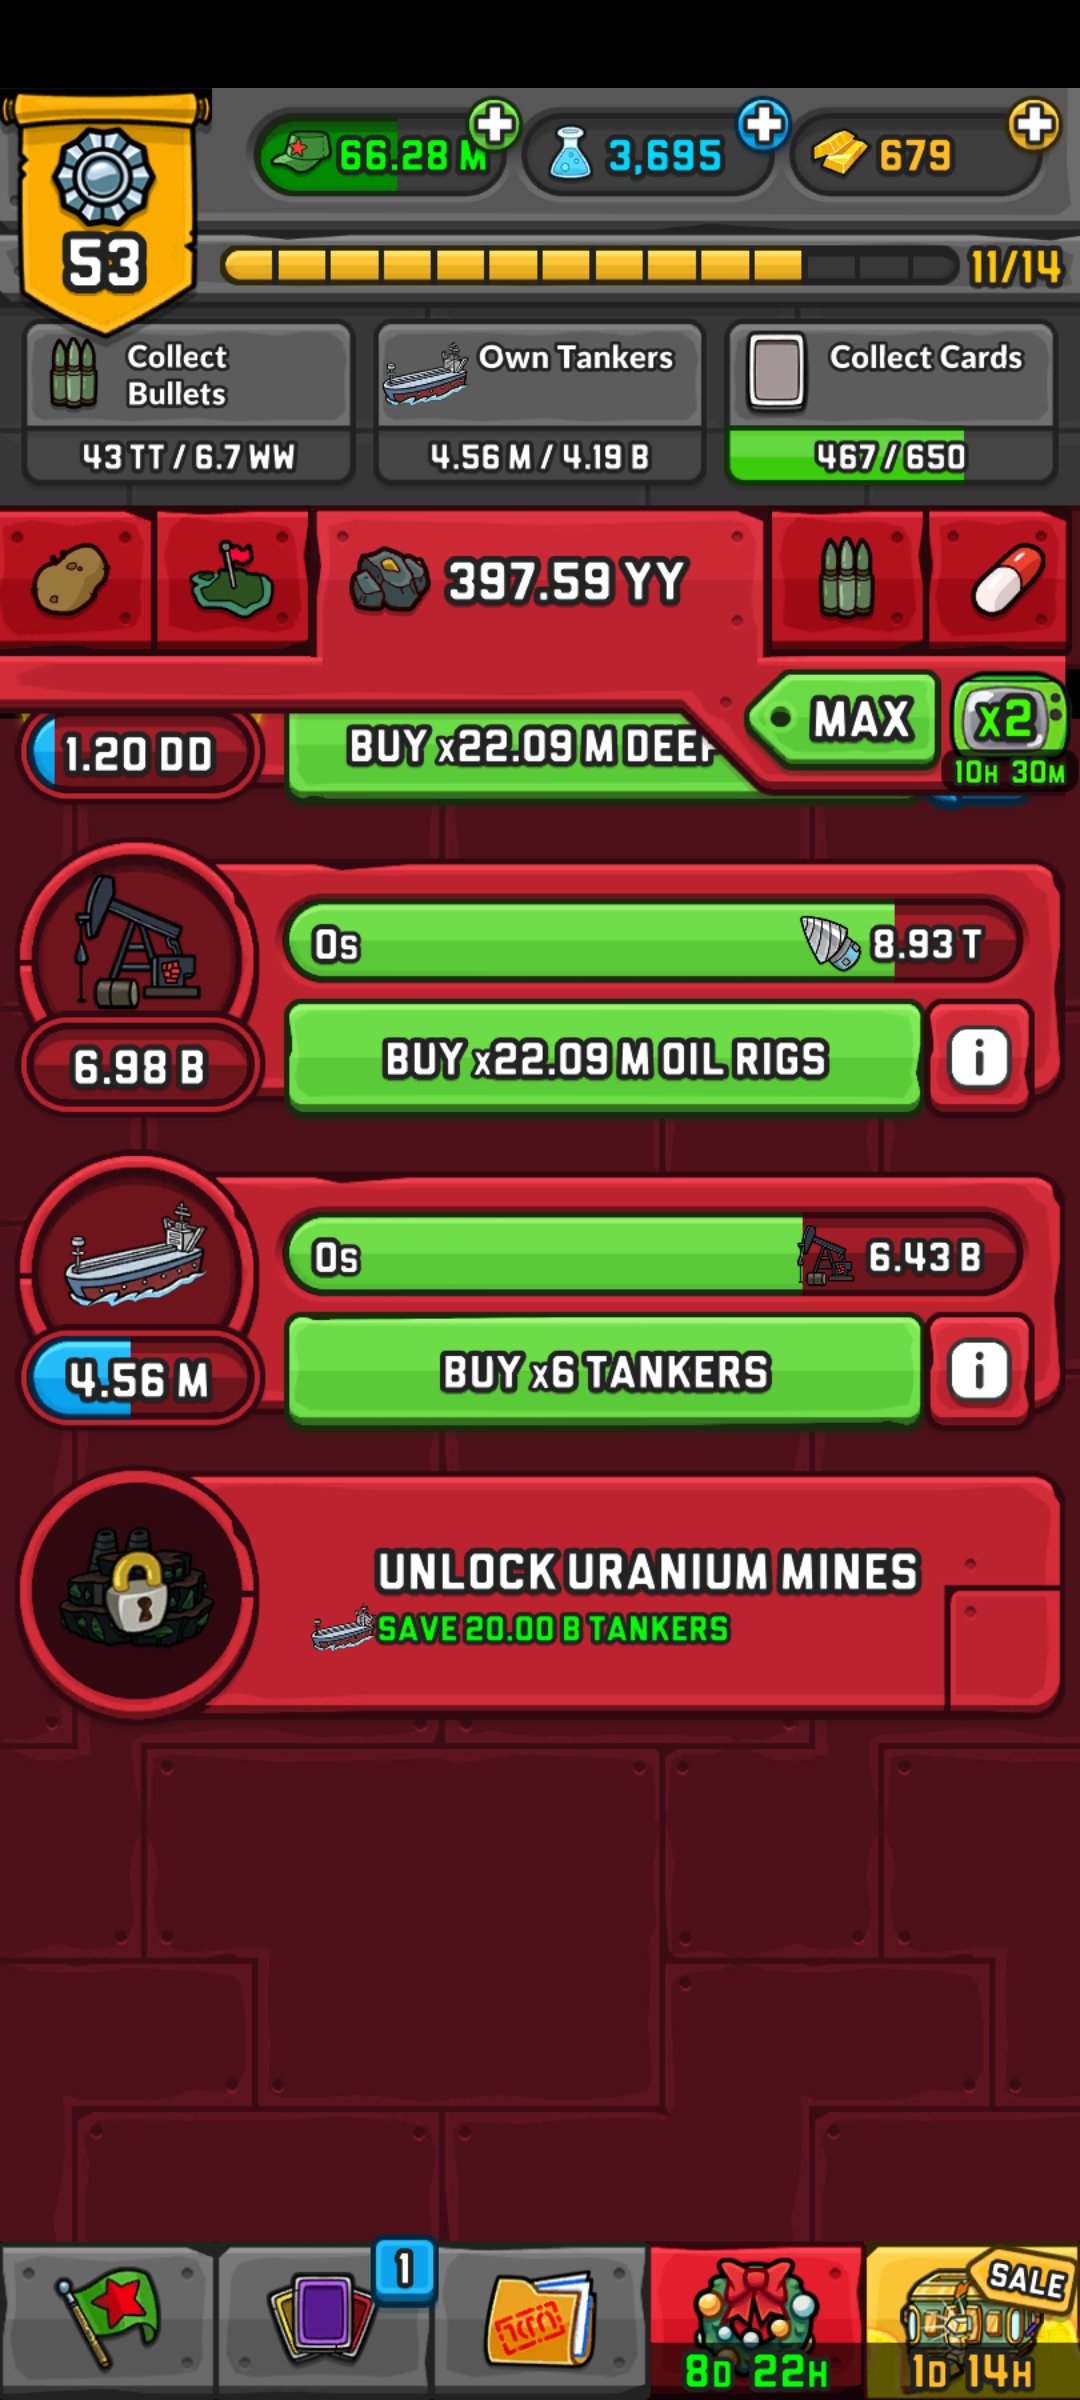 66.28 M
3,695
679
53
11/14
Collect
Bullets
43 TT / 6.7 WW
Own Tankers
4.56 M / 4.19 B
Collect Cards
467/650
397.59 YY
MAX
x2
10H 30M
1.20 DD
BUY x22.09 M DEEP
0s
8.93 T
6.98 B
BUY x22.09 M OIL RIGS
i
0s
6.43 B
4.56 M
BUY x6 TANKERS
i
UNLOCK URANIUM MINES
SAVE 20.00 B TANKERS
1
SALE
8D 22H
1D 14H